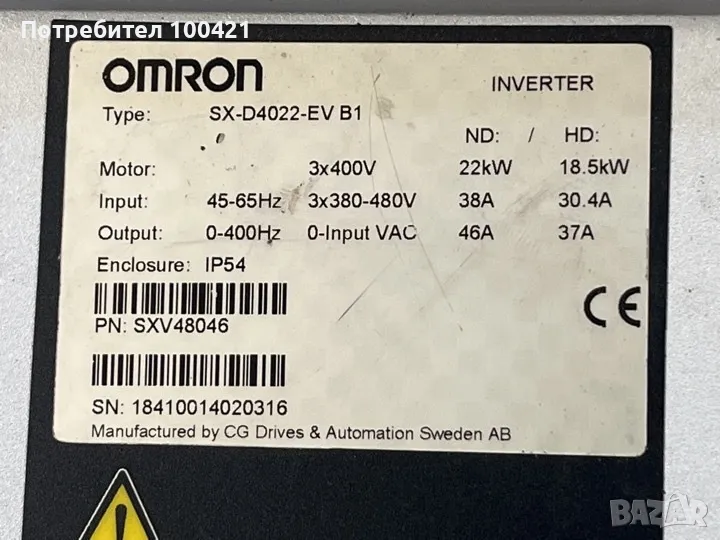 Потребител 100421
OMRON INVERTER
Type: SX-D4022-EV B1
ND: / HD:
Motor: 3x400V 22kW 18.5kW
Input: 45-65Hz 3x380-480V 38A 30.4A
Output: 0-400Hz 0-Input VAC 46A 37A
Enclosure: IP54
CE
PN: SXV48046
SN: 18410014020316
Manufactured by CG Drives & Automation Sweden AB
BAZAR